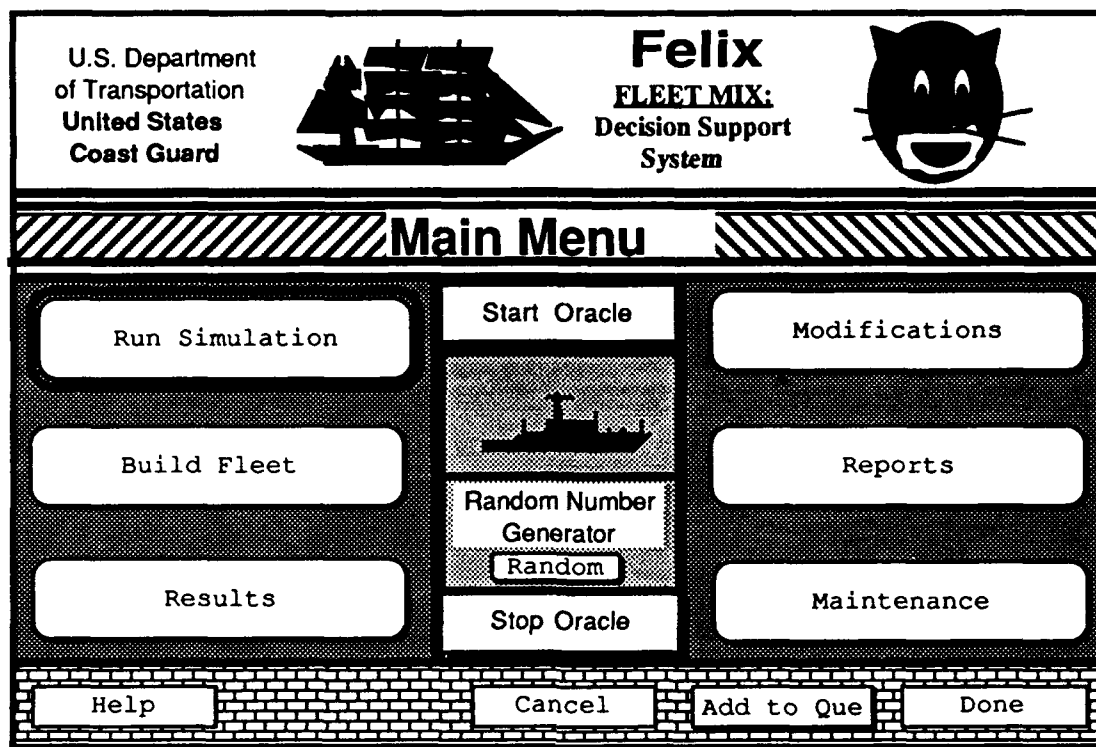 U.S. Department
of Transportation
United States
Coast Guard
Felix
FLEET MIX:
Decision Support
System
Main Menu
Run Simulation
Build Fleet
Results
Start Oracle
Random Number
Generator
Random
Stop Oracle
Modifications
Reports
Maintenance
Help
Cancel
Add to Que
Done